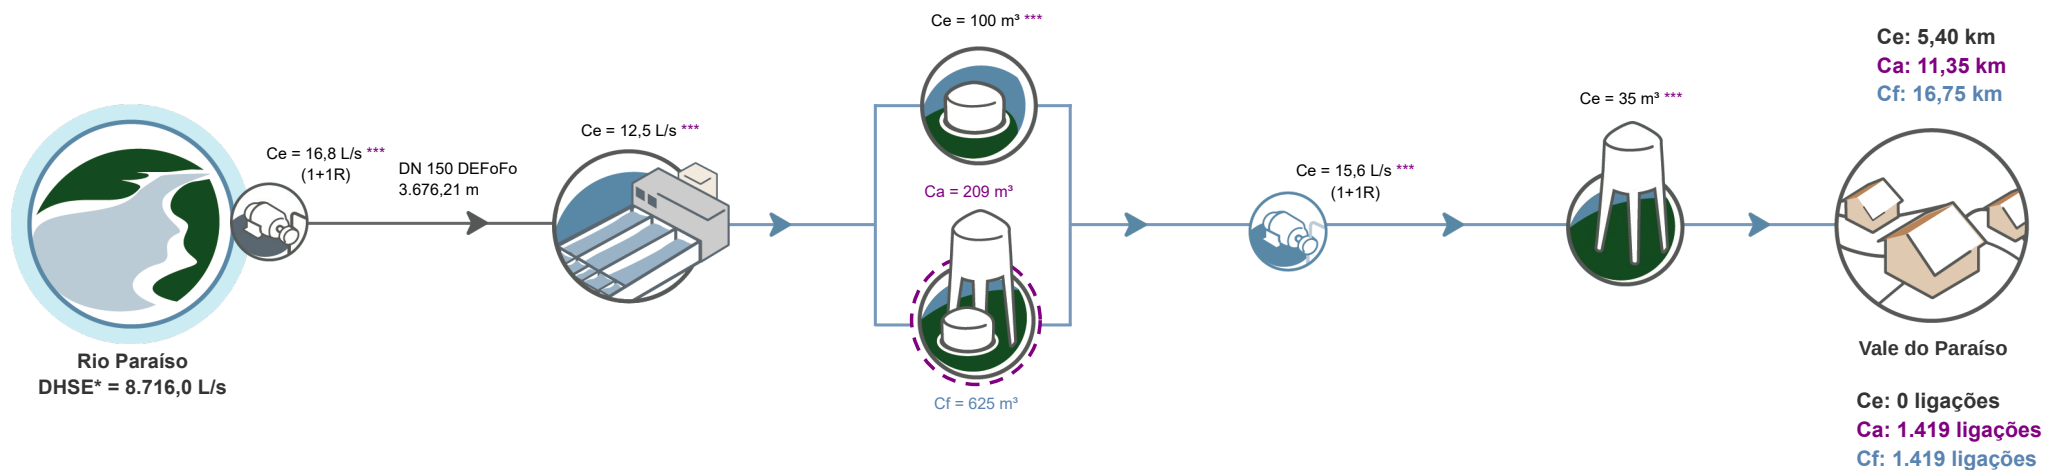 Rio Paraíso
DHSE* = 8.716,0 L/s
Ce = 16,8 L/s ***
(1+1R)
DN 150 DEFoFo
3.676,21 m
Ce = 12,5 L/s ***
Ce = 100 m³ ***
Ca = 209 m³
Cf = 625 m³
Ce = 15,6 L/s ***
(1+1R)
Ce = 35 m³ ***
Ce: 5,40 km
Ca: 11,35 km
Cf: 16,75 km
Vale do Paraíso
Ce: 0 ligações
Ca: 1.419 ligações
Cf: 1.419 ligações